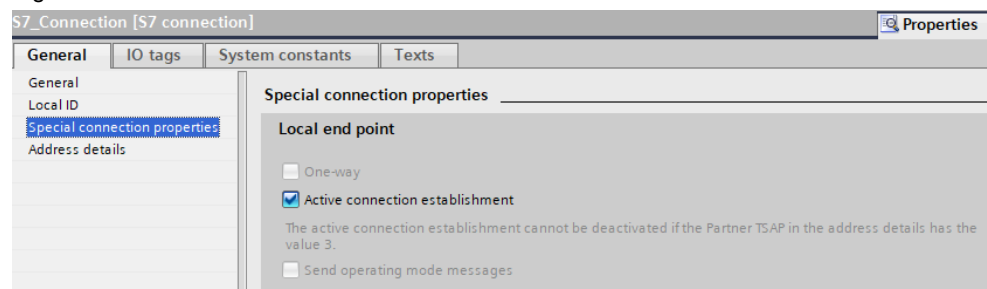 S7_Connection [S7 connection]
Properties
General IO tags System constants Texts
General
Local ID
Special connection properties
Address details
Special connection properties
Local end point
One-way
Active connection establishment
The active connection establishment cannot be deactivated if the Partner TSAP in the address details has the
value 3.
Send operating mode messages